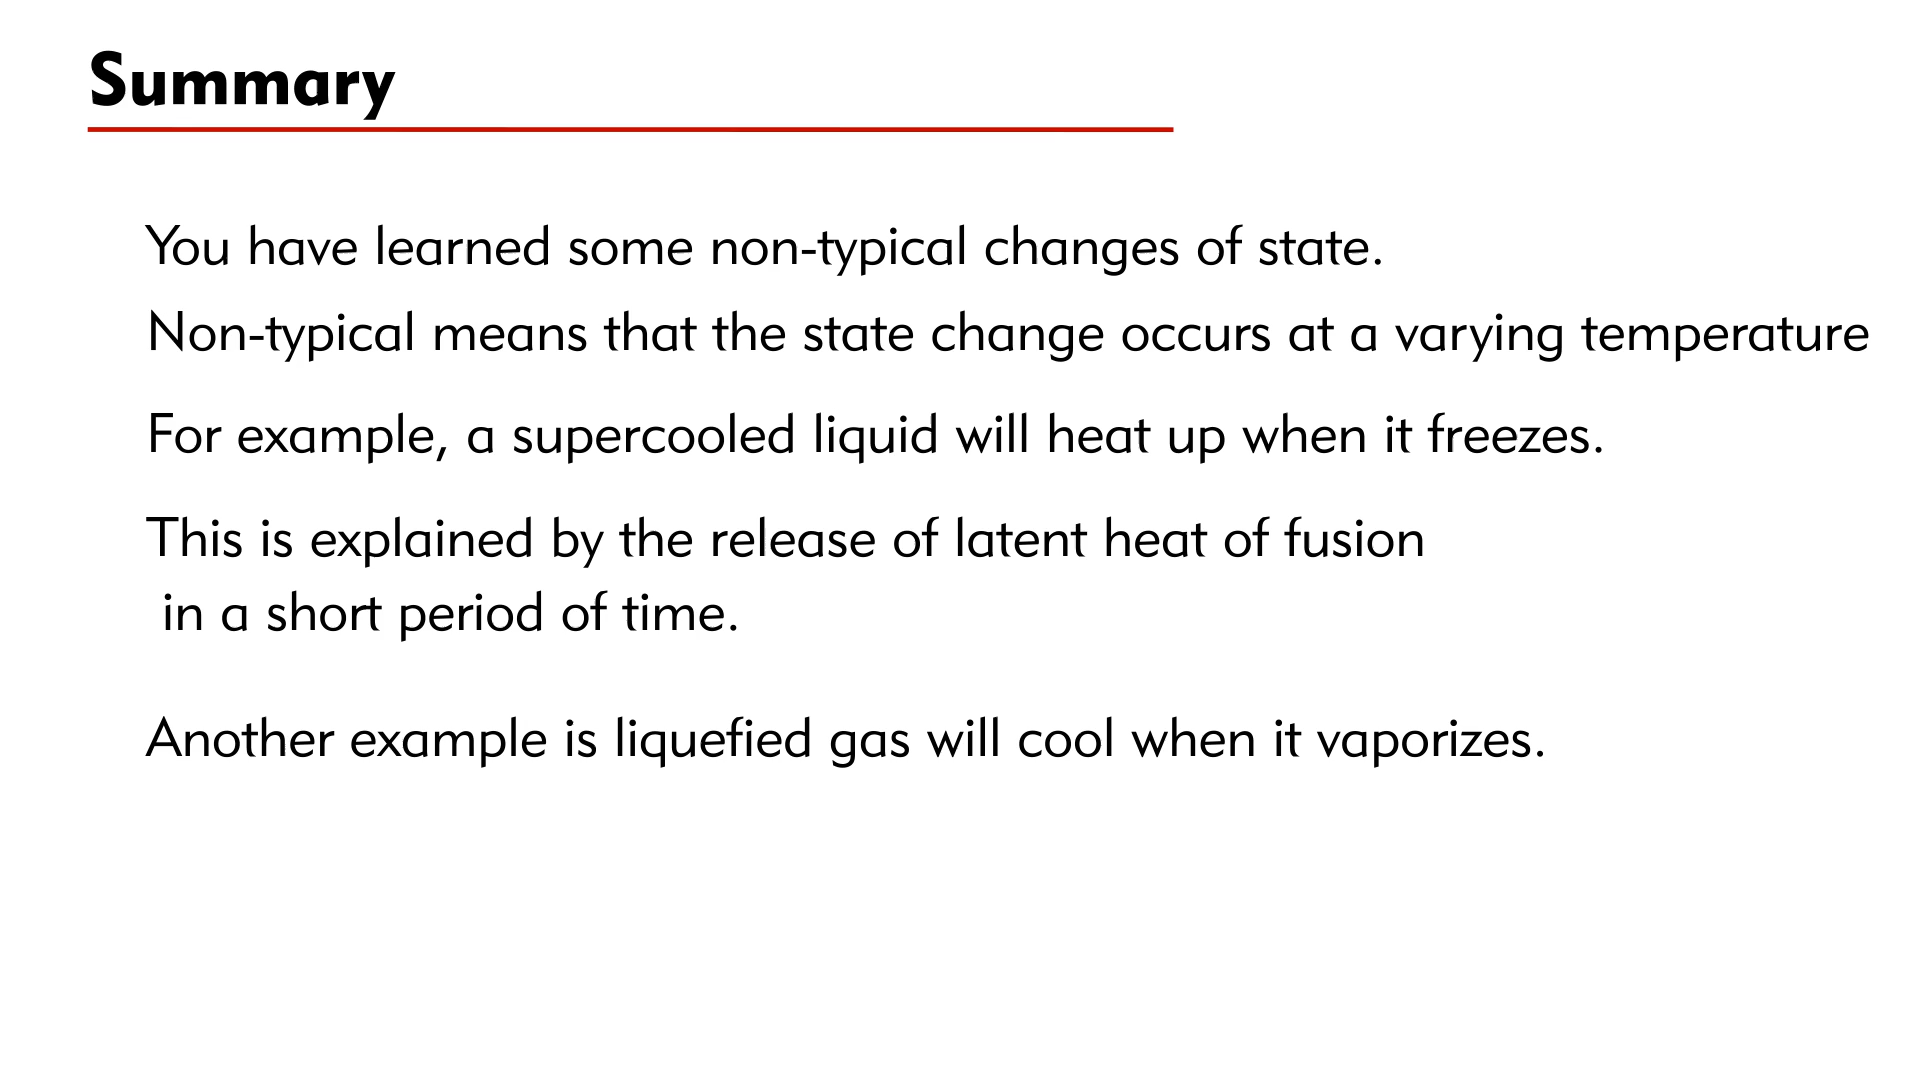 Summary
You have learned some non-typical changes of state.
Non-typical means that the state change occurs at a varying temperature
For example, a supercooled liquid will heat up when it freezes.
This is explained by the release of latent heat of fusion
in a short period of time.
Another example is liquefied gas will cool when it vaporizes.